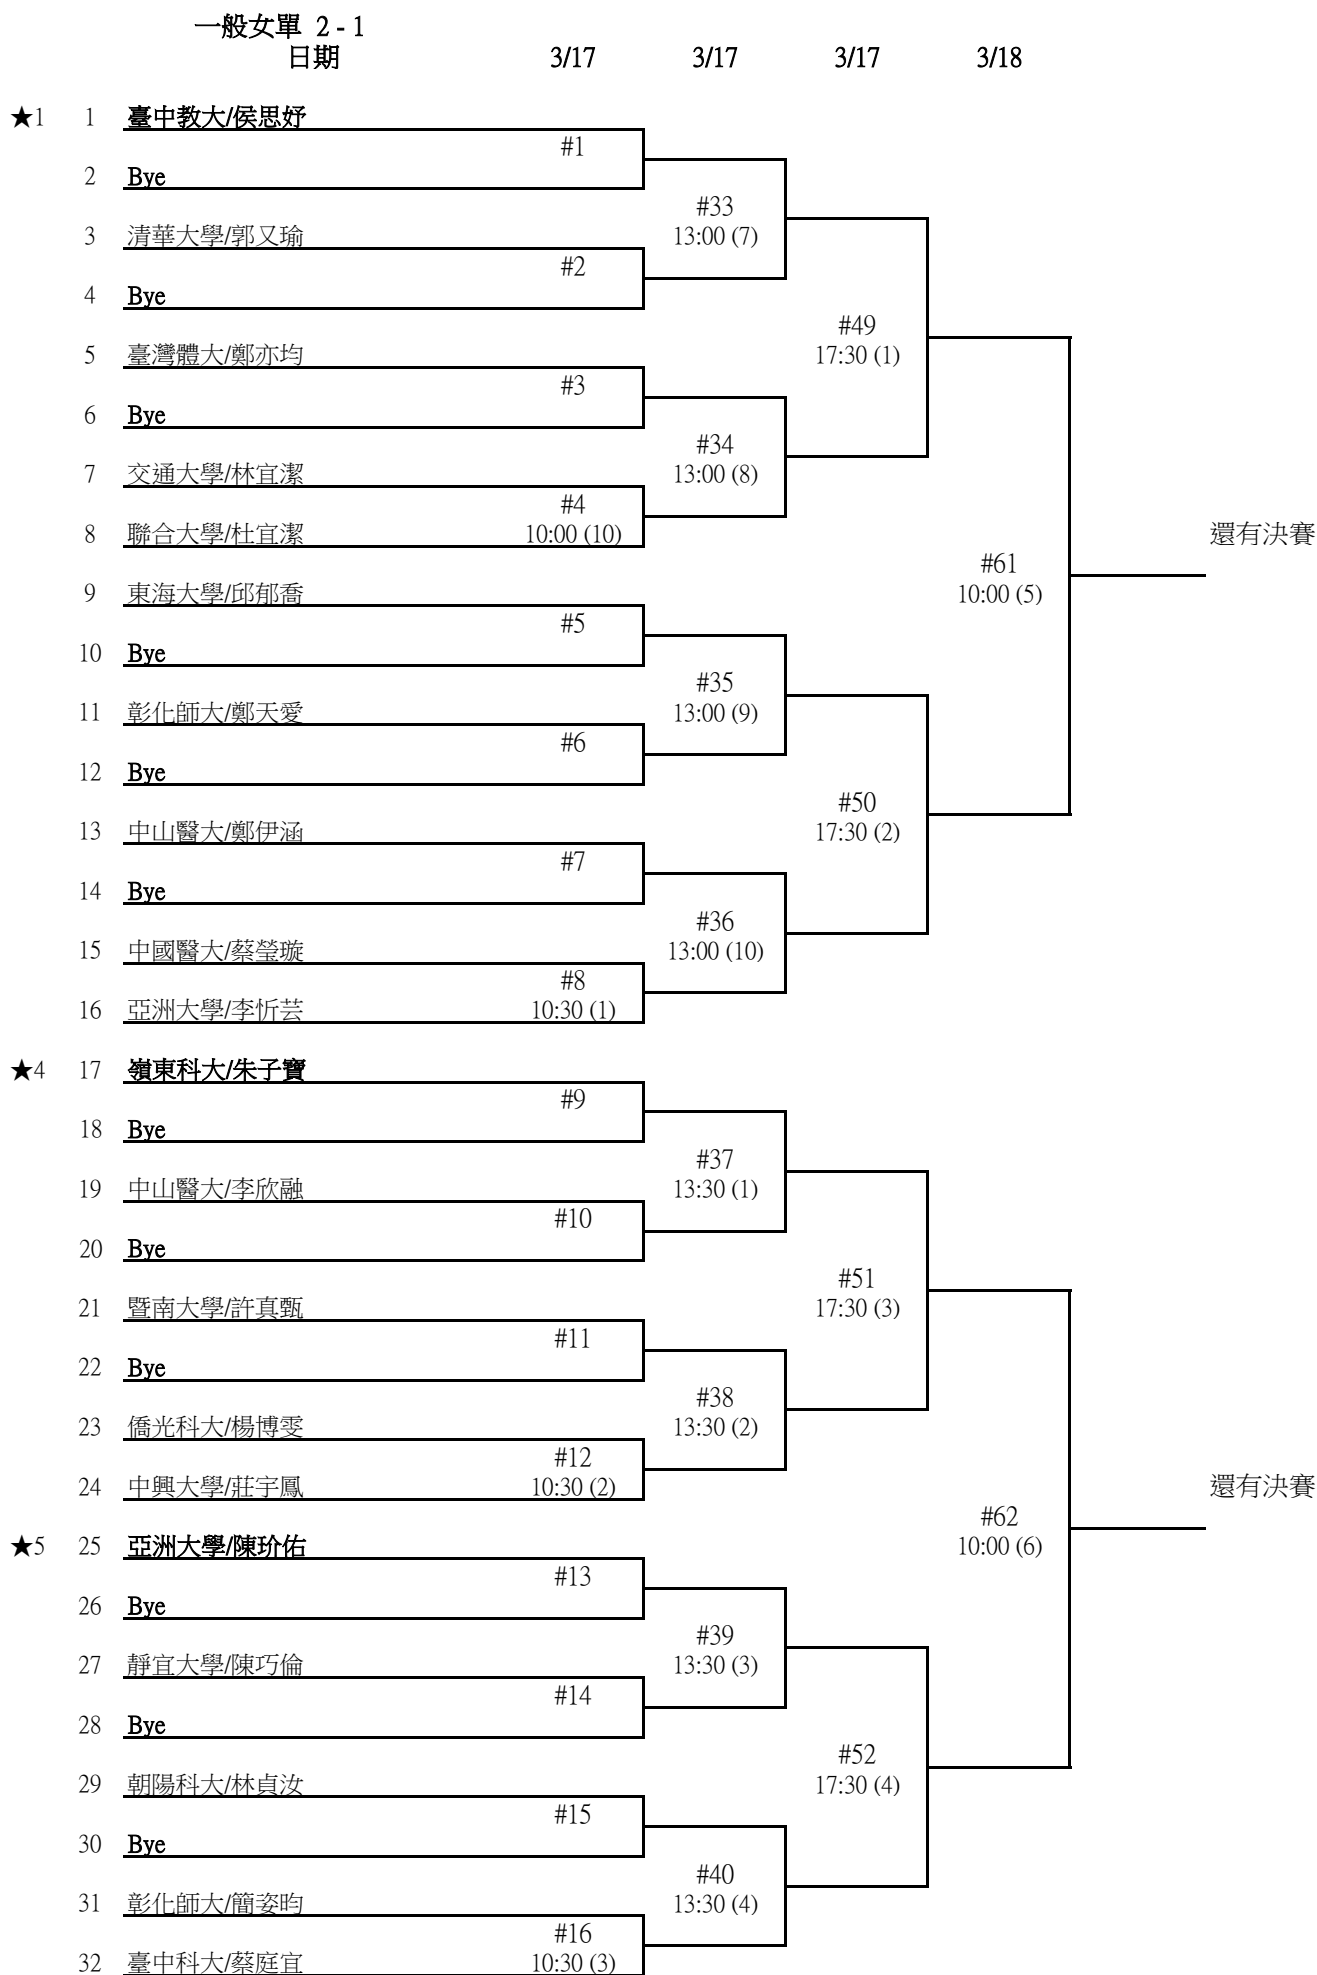 一般女單 2 - 1
日期 3/17 3/17 3/17 3/18
★1 1 臺中教大/侯思妤
#1
2 Bye
#33
3 清華大學/郭又瑜 13:00 (7)
#2
4 Bye
#49
5 臺灣體大/鄭亦均 17:30 (1)
#3
6 Bye
#34
7 交通大學/林宜潔 13:00 (8)
#4
8 聯合大學/杜宜潔 10:00 (10) 還有決賽
#61
9 東海大學/邱郁喬 10:00 (5)
#5
10 Bye
#35
11 彰化師大/鄭天愛 13:00 (9)
#6
12 Bye
#50
13 中山醫大/鄭伊涵 17:30 (2)
#7
14 Bye
#36
15 中國醫大/蔡瑩璇 13:00 (10)
#8
16 亞洲大學/李忻芸 10:30 (1)
★4 17 嶺東科大/朱子寶
#9
18 Bye
#37
19 中山醫大/李欣融 13:30 (1)
#10
20 Bye
#51
21 暨南大學/許真甄 17:30 (3)
#11
22 Bye
#38
23 僑光科大/楊博雯 13:30 (2)
#12
24 中興大學/莊宇鳳 10:30 (2) 還有決賽
#62
★5 25 亞洲大學/陳玠佑 10:00 (6)
#13
26 Bye
#39
27 靜宜大學/陳巧倫 13:30 (3)
#14
28 Bye
#52
29 朝陽科大/林貞汝 17:30 (4)
#15
30 Bye
#40
31 彰化師大/簡姿昀 13:30 (4)
#16
32 臺中科大/蔡庭宜 10:30 (3)